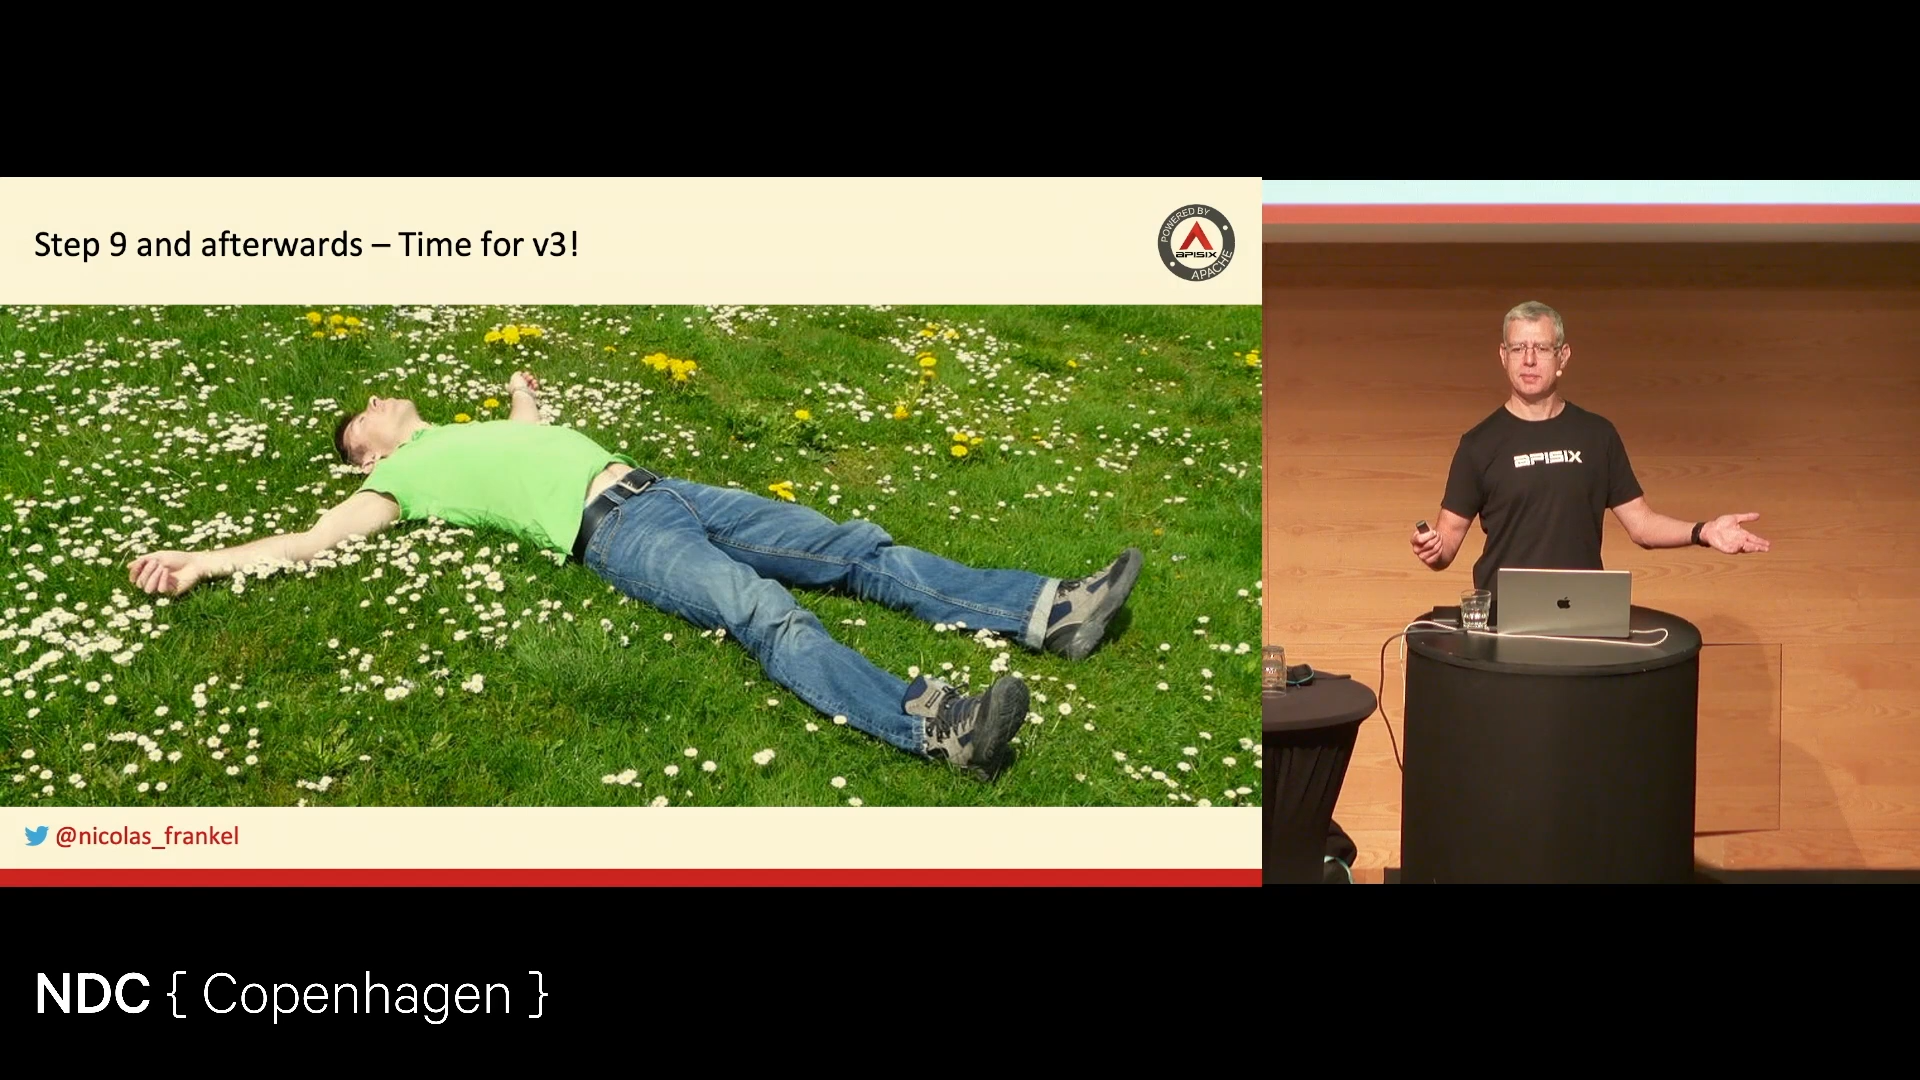 Step 9 and afterwards – Time for v3!
POWERED BY
APISIX
APACHE
APISIX
@nicolas_frankel
NDC { Copenhagen }